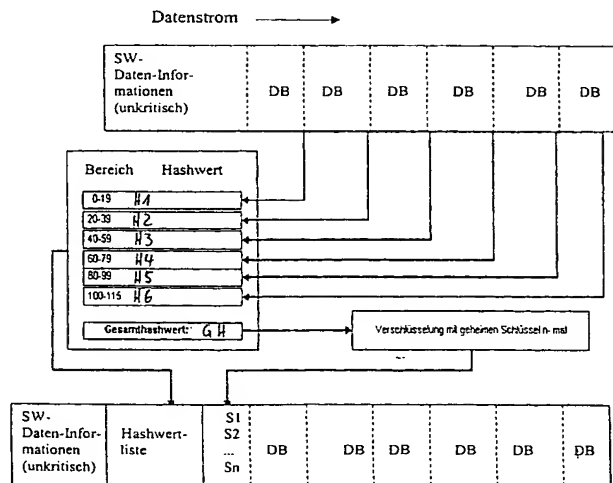 Datenstrom
SW-
Daten-Infor-
mationen
(unkritisch)
DB DB DB DB DB DB
Bereich Hashwert
0-19 H1
20-39 H2
40-59 H3
60-79 H4
80-99 H5
100-115 H6
Gesamthashwert: GH
Verschlüsselung mit geheimen Schlüsseln- mal
...
SW-
Daten-Infor-
mationen
(unkritisch)
Hashwert-
liste
S1
S2
...
Sn
DB DB DB DB DB DB